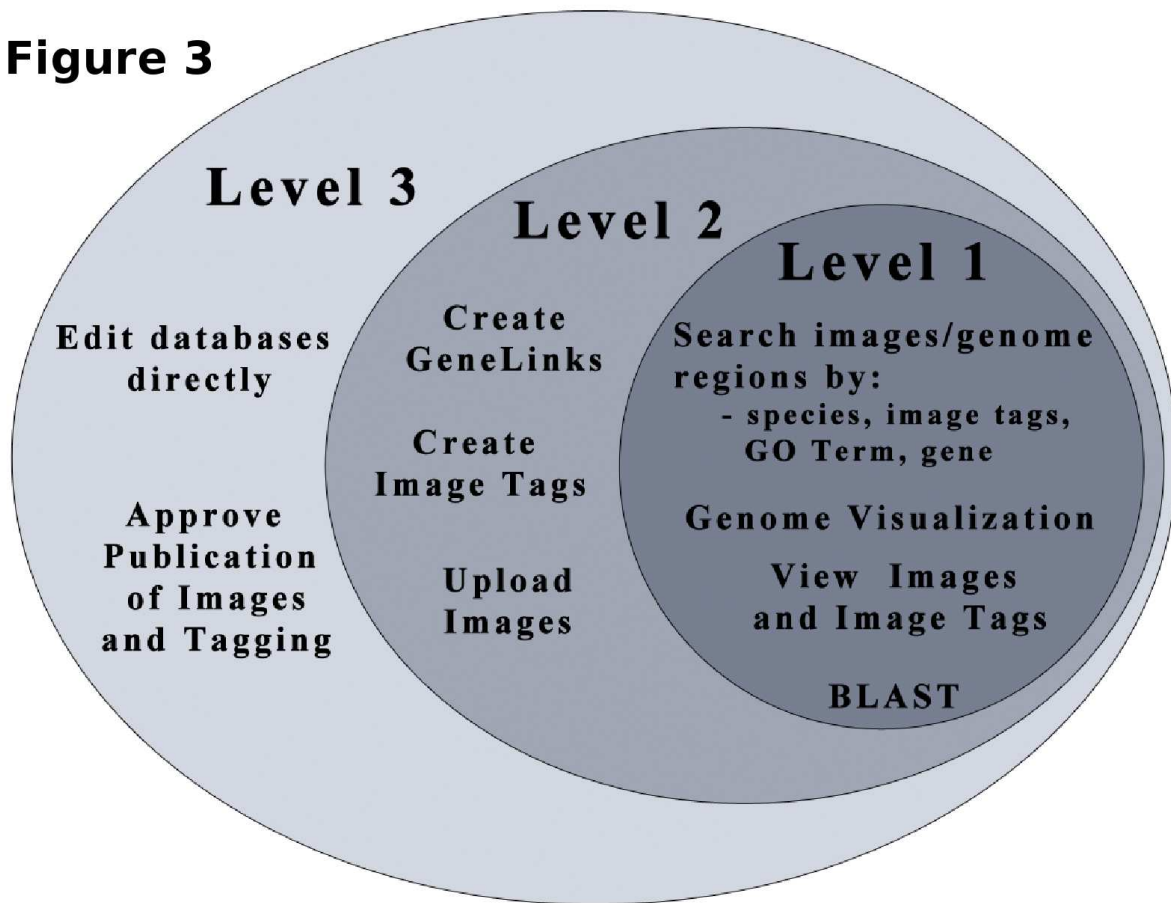 Figure 3
Level 3
Edit databases
directly
Approve
Publication
of Images
and Tagging
Level 2
Create
GeneLinks
Create
Image Tags
Upload
Images
Level 1
Search images/genome
regions by:
- species, image tags,
GO Term, gene
Genome Visualization
View Images
and Image Tags
BLAST